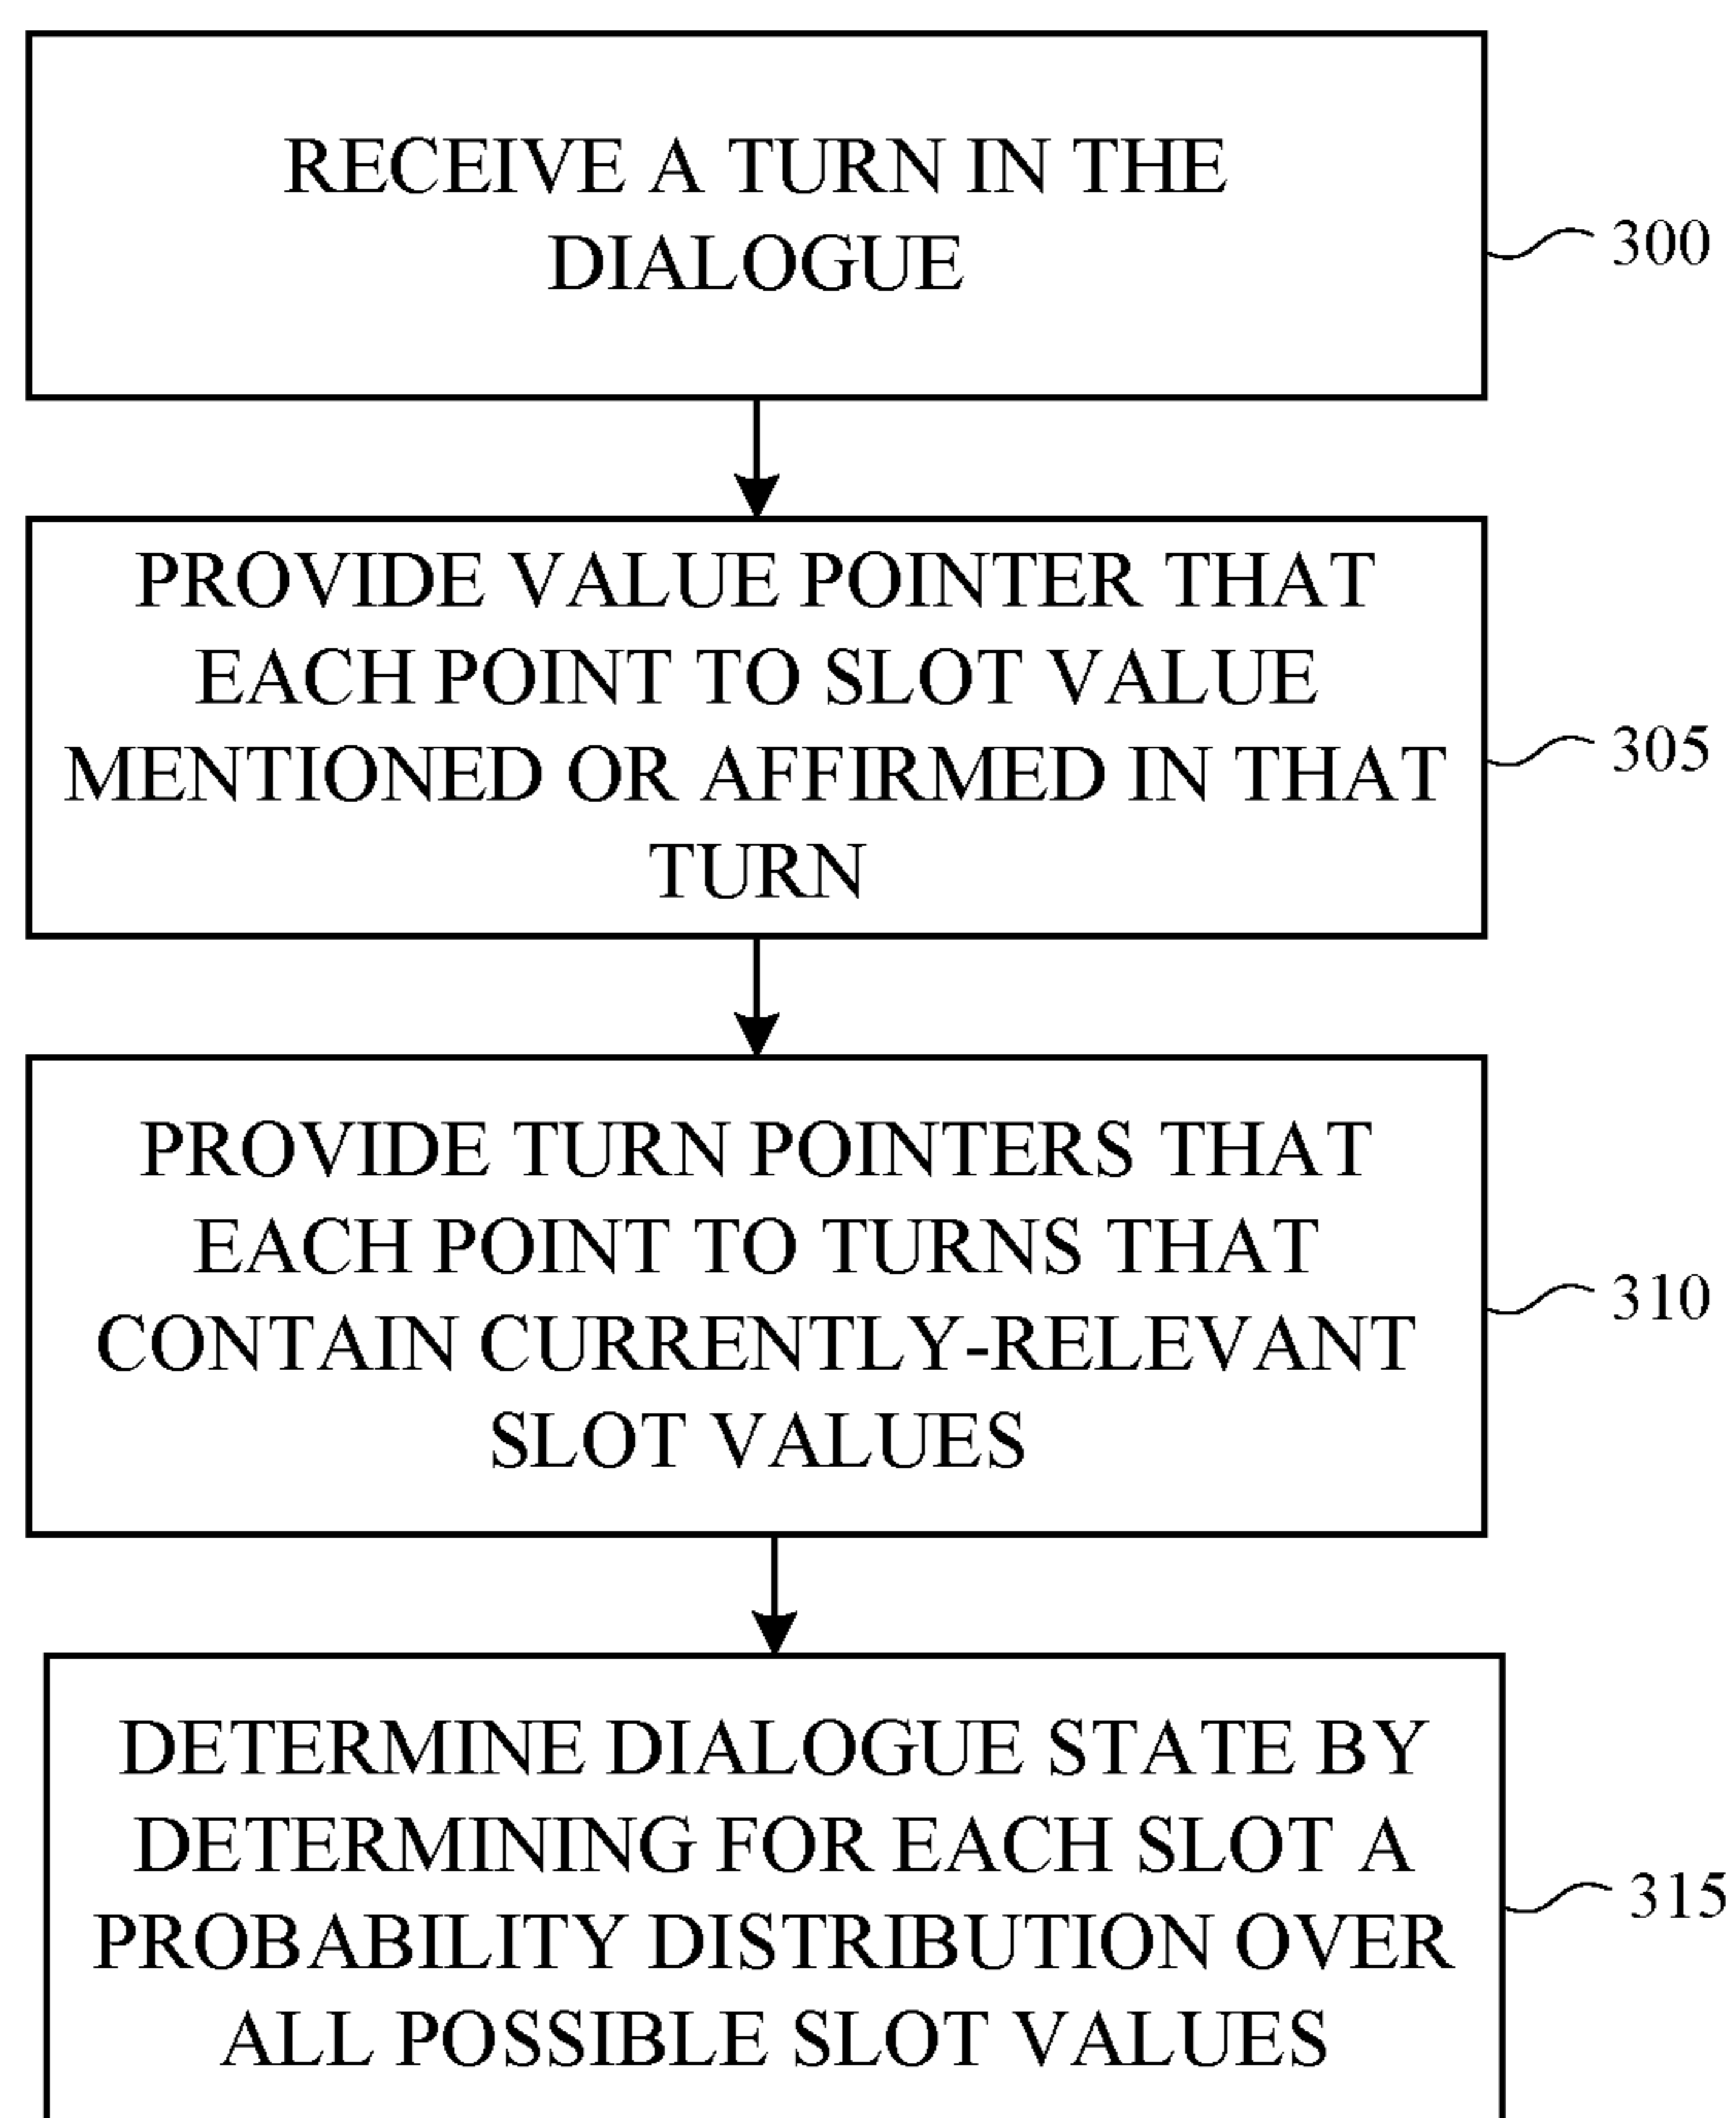 RECEIVE A TURN IN THE
DIALOGUE
300
PROVIDE VALUE POINTER THAT
EACH POINT TO SLOT VALUE
MENTIONED OR AFFIRMED IN THAT
TURN
305
PROVIDE TURN POINTERS THAT
EACH POINT TO TURNS THAT
CONTAIN CURRENTLY-RELEVANT
SLOT VALUES
310
DETERMINE DIALOGUE STATE BY
DETERMINING FOR EACH SLOT A
PROBABILITY DISTRIBUTION OVER
ALL POSSIBLE SLOT VALUES
315